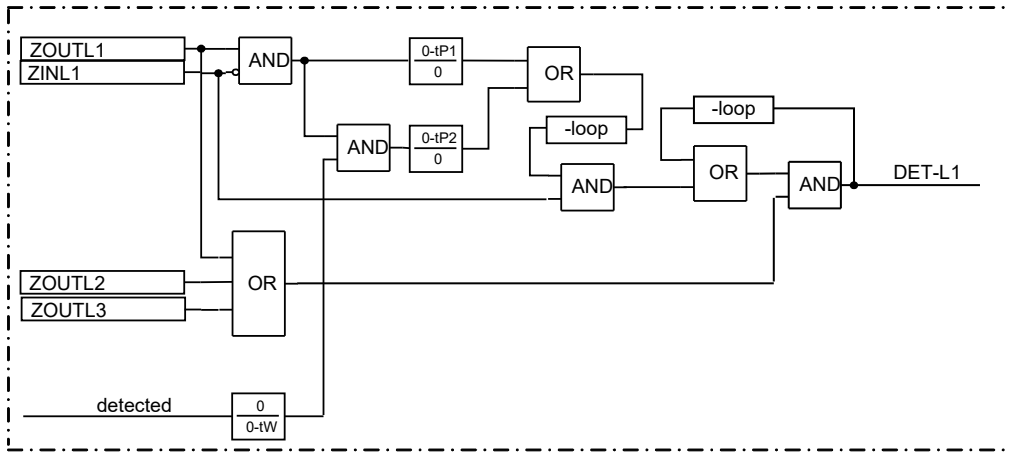 ZOUTL1
ZINL1
AND
0-tP1
0
OR
-loop
AND
0-tP2
0
-loop
AND
OR
AND
DET-L1
ZOUTL2
ZOUTL3
OR
detected
0
0-tW